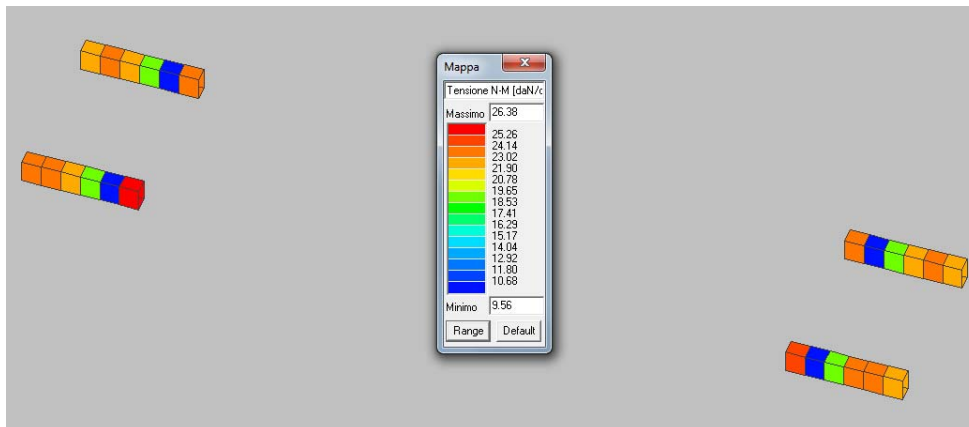 Mappa
Tensione N-M [daN/c
Massimo 26.38
25.26
24.14
23.02
21.90
20.78
19.65
18.53
17.41
16.29
15.17
14.04
12.92
11.80
10.68
Minimo 9.56
Range Default